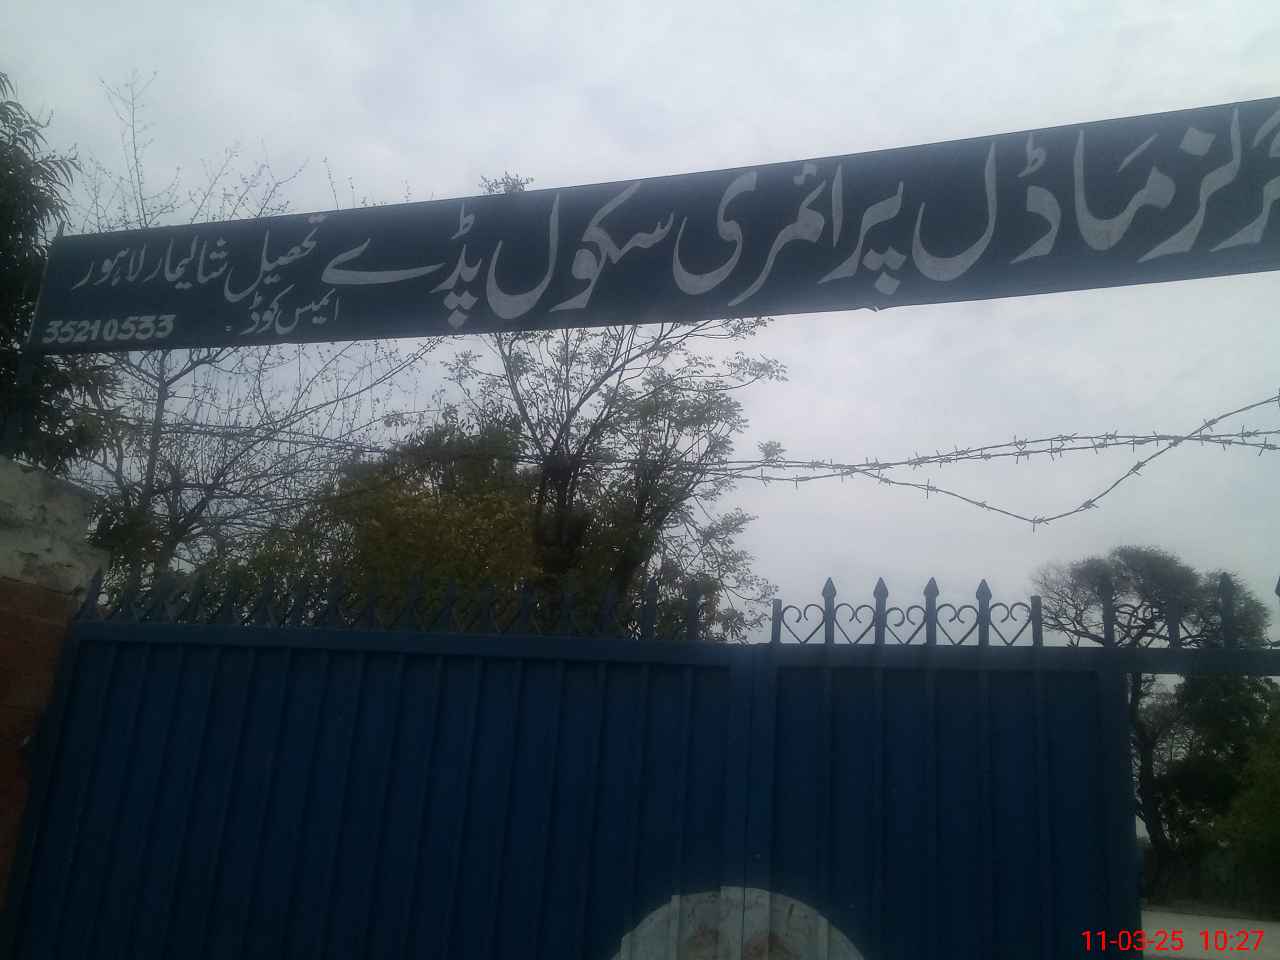 گرلز ماڈل پرائمری سکول پڈے تحصیل شالیمار لاہور
ایمیس کوڈ - 35210533
11-03-25 10:27